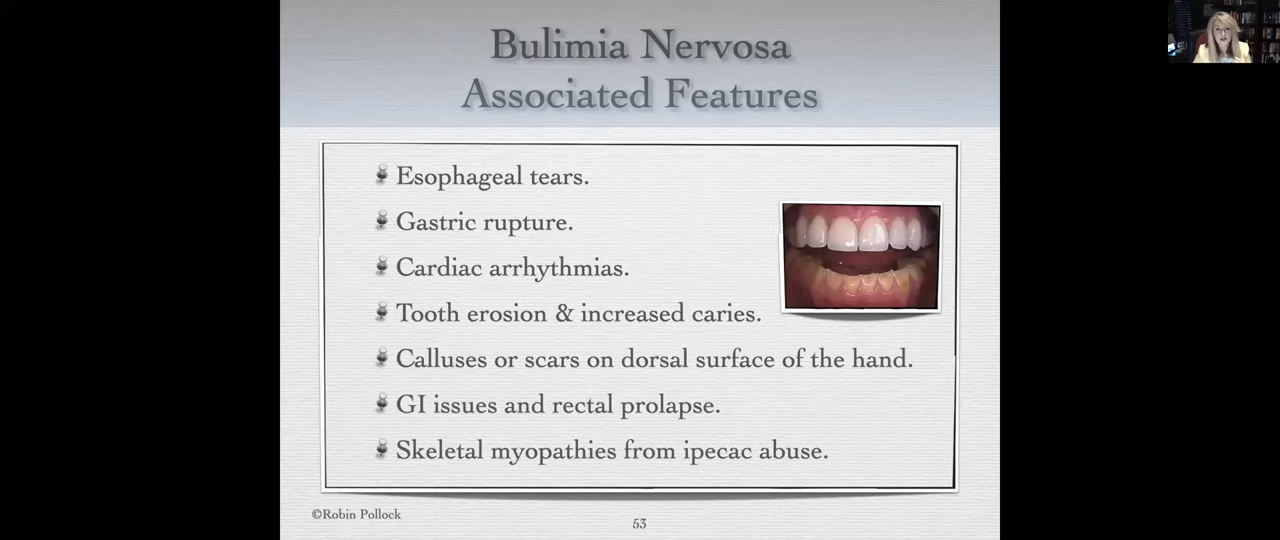 Bulimia Nervosa
Associated Features
Esophageal tears.
Gastric rupture.
Cardiac arrhythmias.
Tooth erosion & increased caries.
Calluses or scars on dorsal surface of the hand.
GI issues and rectal prolapse.
Skeletal myopathies from ipecac abuse.
©Robin Pollock
53